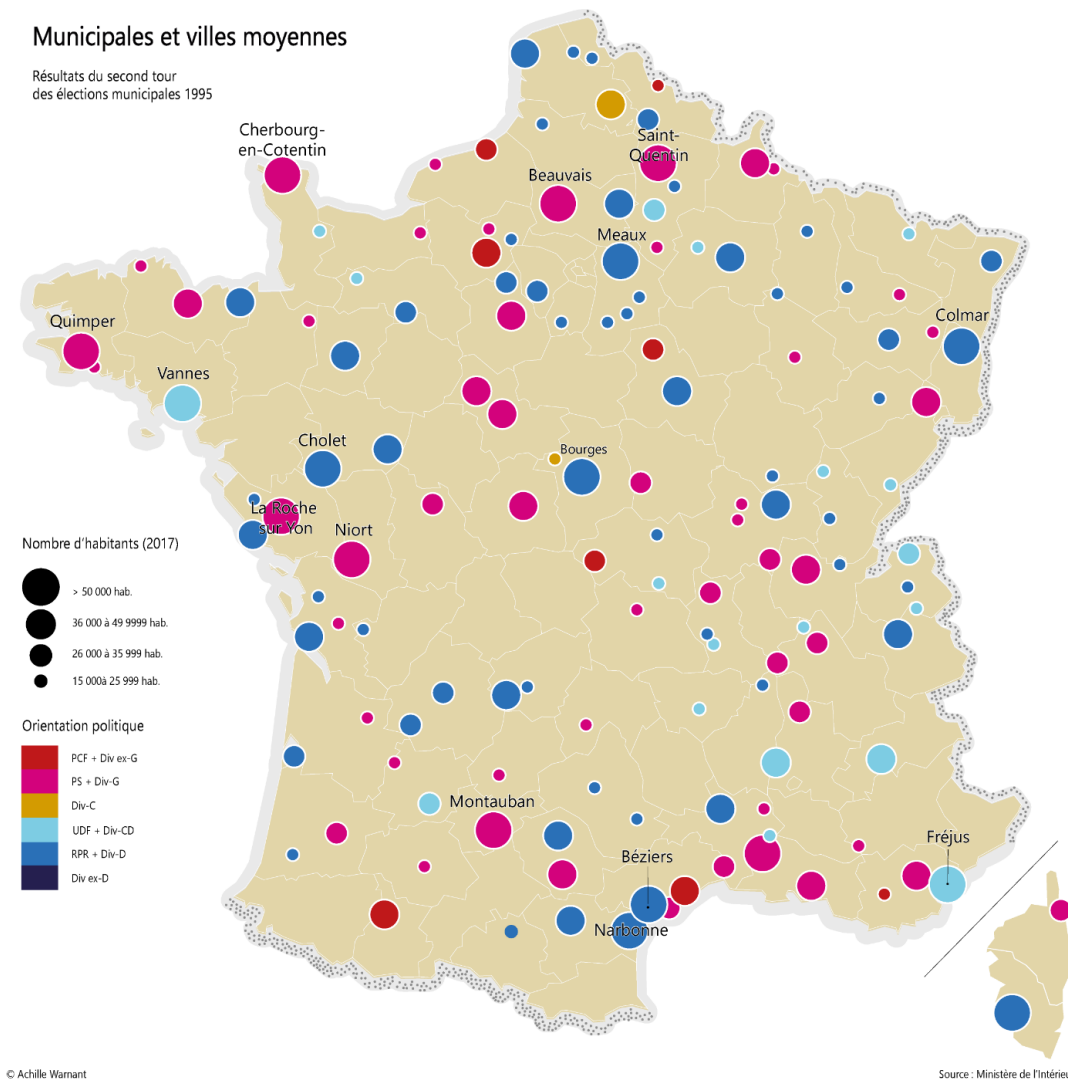 Municipales et villes moyennes
Résultats du second tour
des élections municipales 1995
Cherbourg-
en-Cotentin
Saint-
Quentin
Beauvais
Meaux
Quimper
Colmar
Vannes
Cholet
Bourges
La Roche
sur Yon
Niort
Nombre d'habitants (2017)
> 50 000 hab.
36 000 à 49 9999 hab.
26 000 à 35 999 hab.
15 000à 25 999 hab.
Orientation politique
PCF + Div ex-G
PS + Div-G
Div-C
UDF + Div-CD
RPR + Div-D
Div ex-D
Montauban
Béziers
Fréjus
Narbonne
© Achille Warnant
Source : Ministère de l'Intérieu